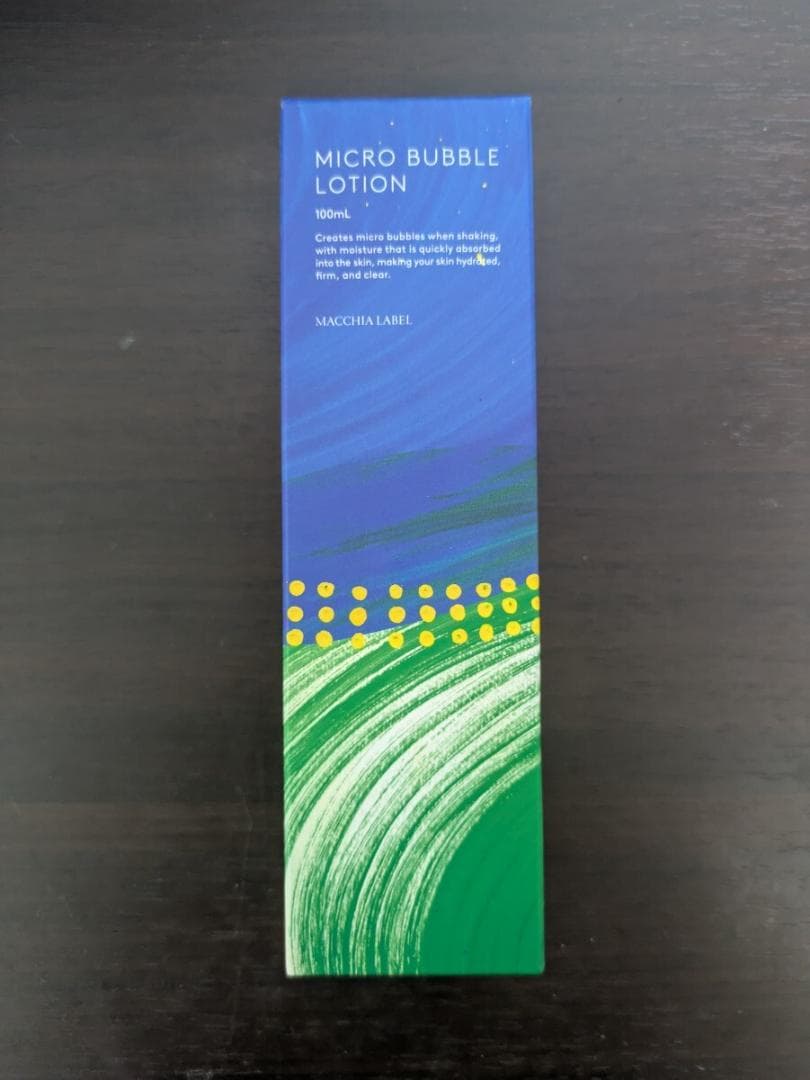 MICRO BUBBLE
LOTION
100mL
Creates micro bubbles when shaking,
with moisture that is quickly absorbed
into the skin, making your skin hydrated,
firm, and clear.
MACCHIA LABEL